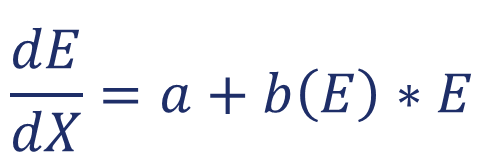 dE/dX = a + b(E) * E